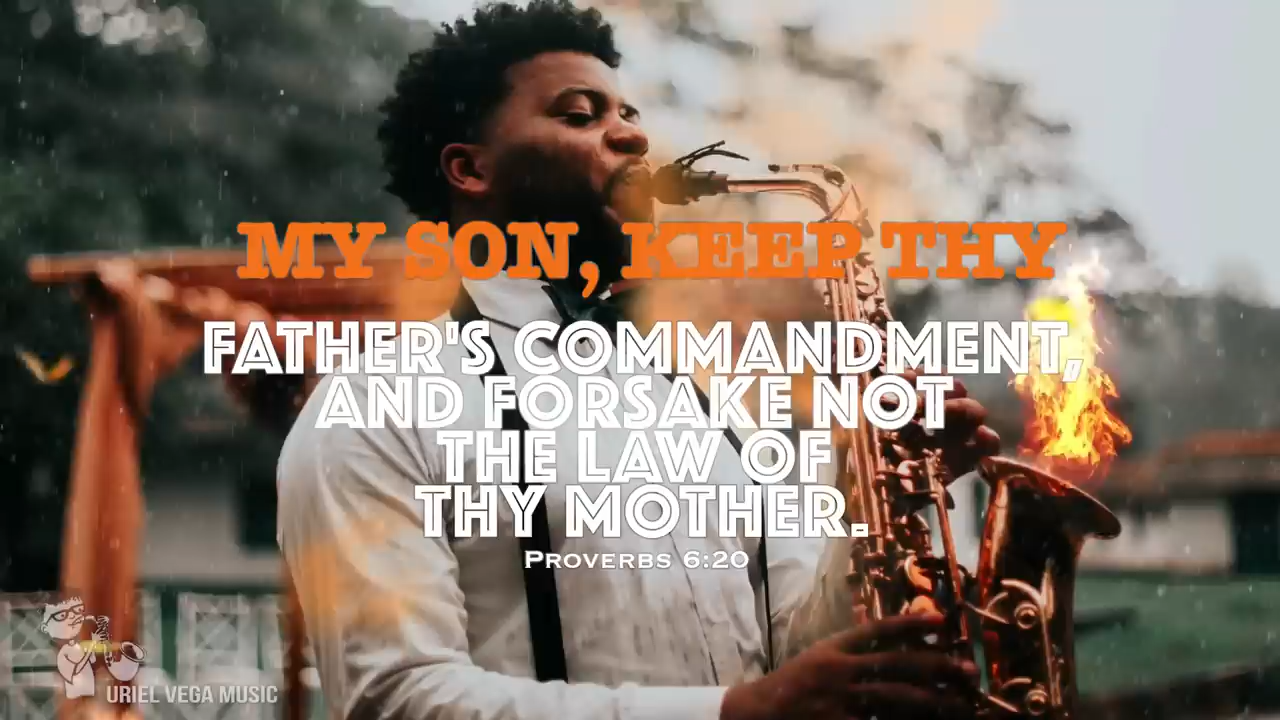 MY SON, KEEP THY
FATHER'S COMMANDMENT,
AND FORSAKE NOT
THE LAW OF
THY MOTHER.
PROVERBS 6:20
URIEL VEGA MUSIC